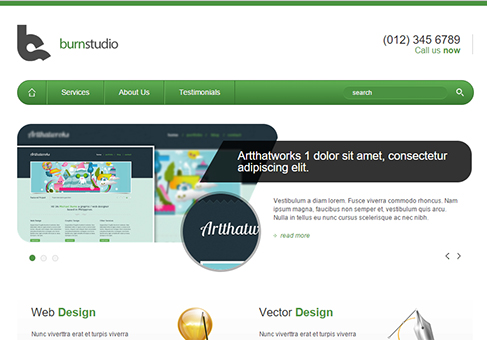 burnstudio
(012) 345 6789
Call us now
Services About Us Testimonials search
Artthatworks
Artthatworks
Artthatw
Artthatworks 1 dolor sit amet, consectetur
adipiscing elit.
Vestibulum a diam lorem. Fusce viverra commodo rhoncus. Nam
ipsum magna, faucibus non semper et, vestibulum quis arcu.
Nulla in tellus eu nunc cursus scelerisque ac nec nibh.
read more
Web Design
Nunc viverttra erat et turpis viverra
Vector Design
Nunc viverttra erat et turpis viverra